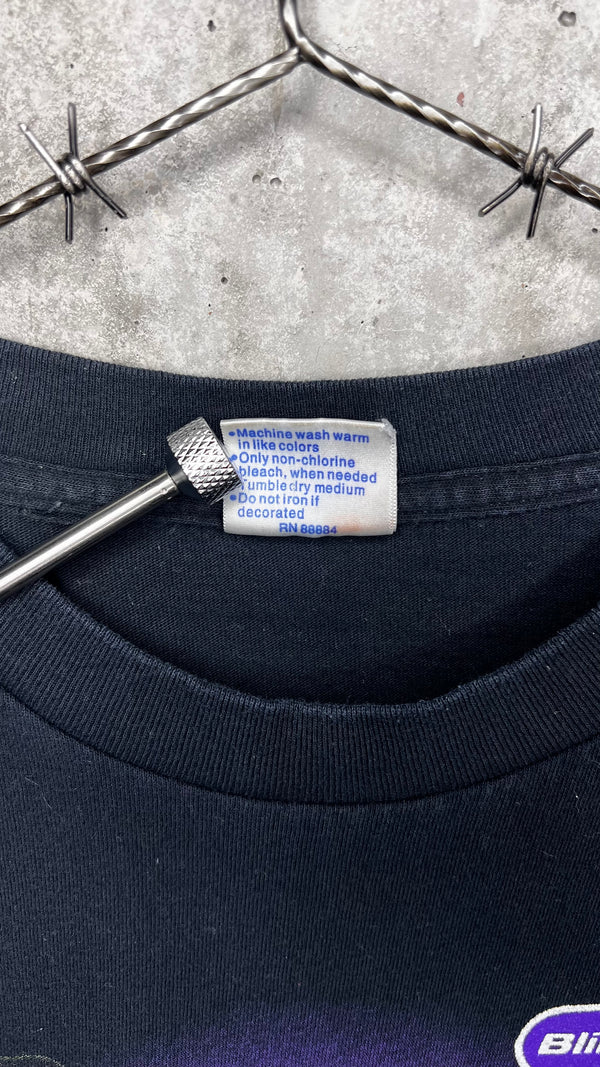 •Machine wash warm
in like colors
•Only non-chlorine
bleach, when needed
Tumble dry medium
•Do not iron if
decorated
RN 88884